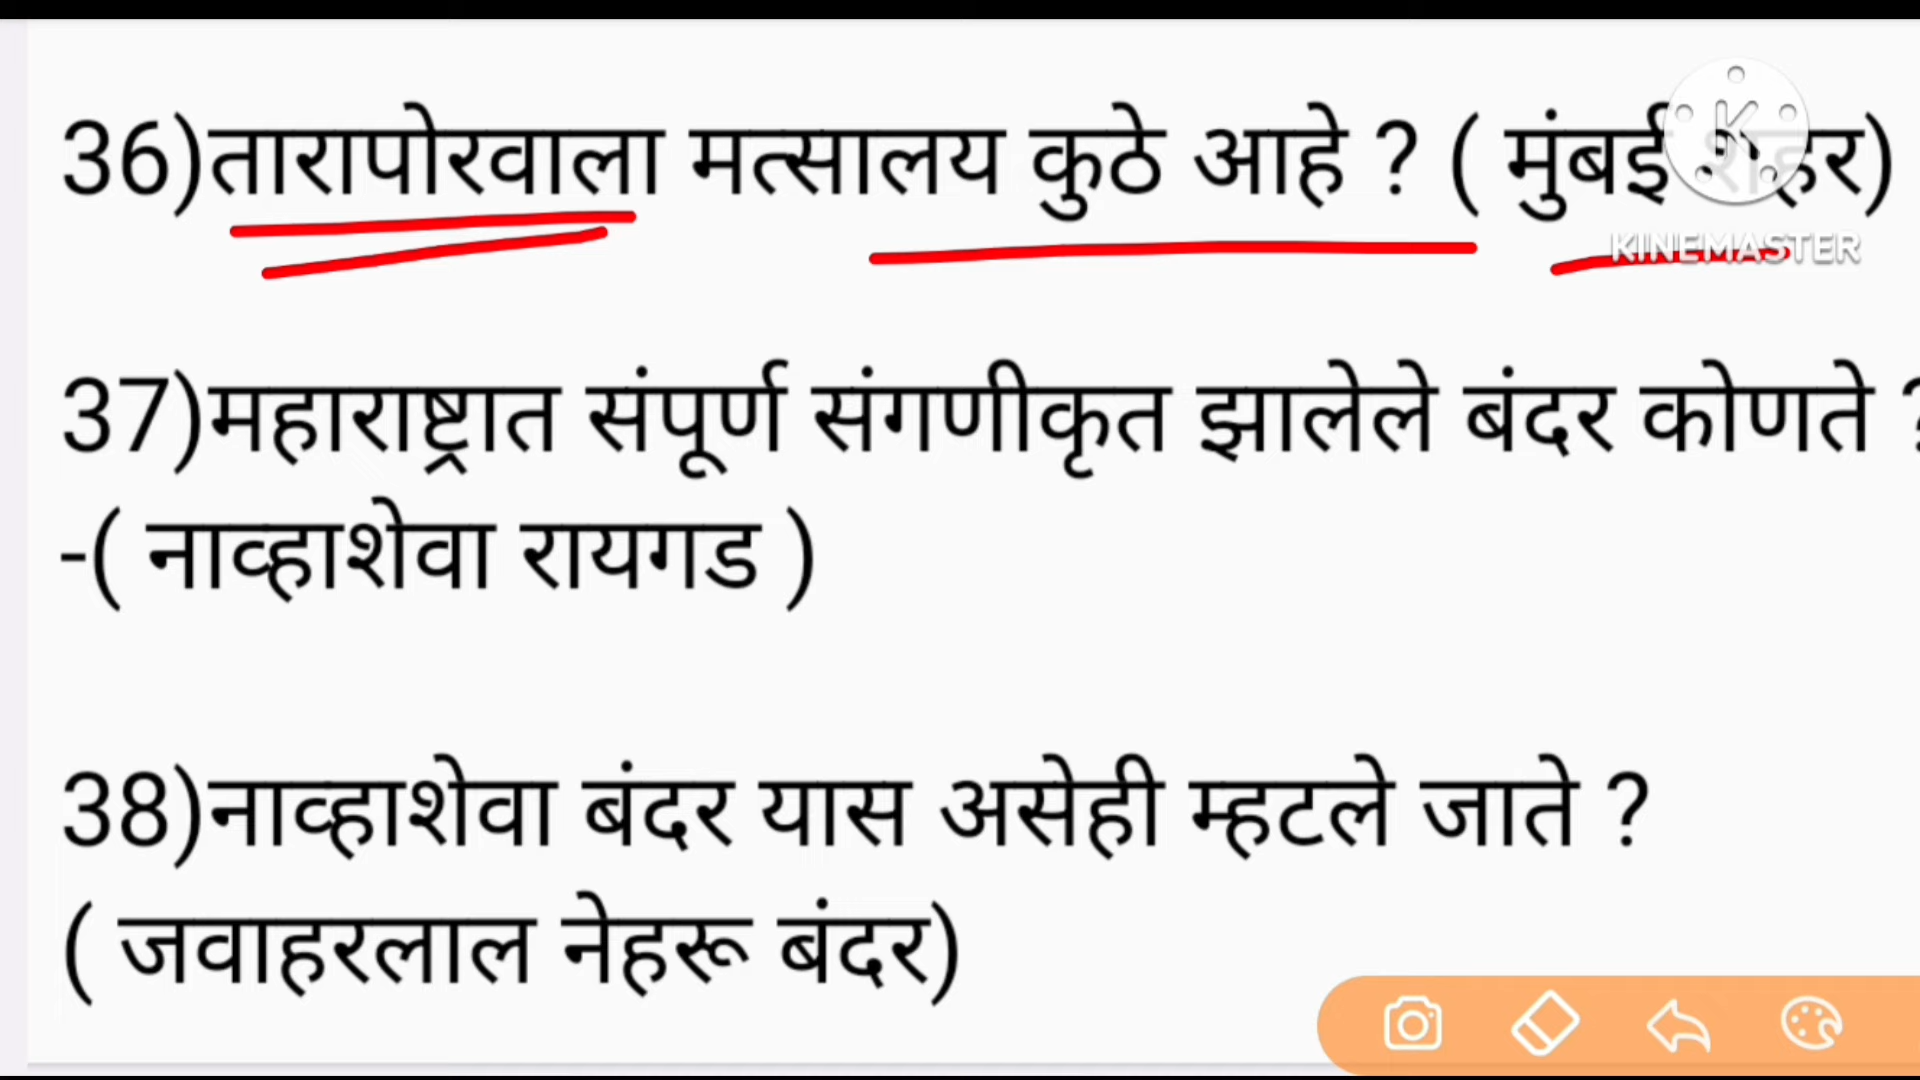 36)तारापोरवाला मत्सालय कुठे आहे ? ( मुंबई शहर)
KINEMASTER
37)महाराष्ट्रात संपूर्ण संगणीकृत झालेले बंदर कोणते ?
-( नाव्हाशेवा रायगड )
38)नाव्हाशेवा बंदर यास असेही म्हटले जाते ?
( जवाहरलाल नेहरू बंदर)